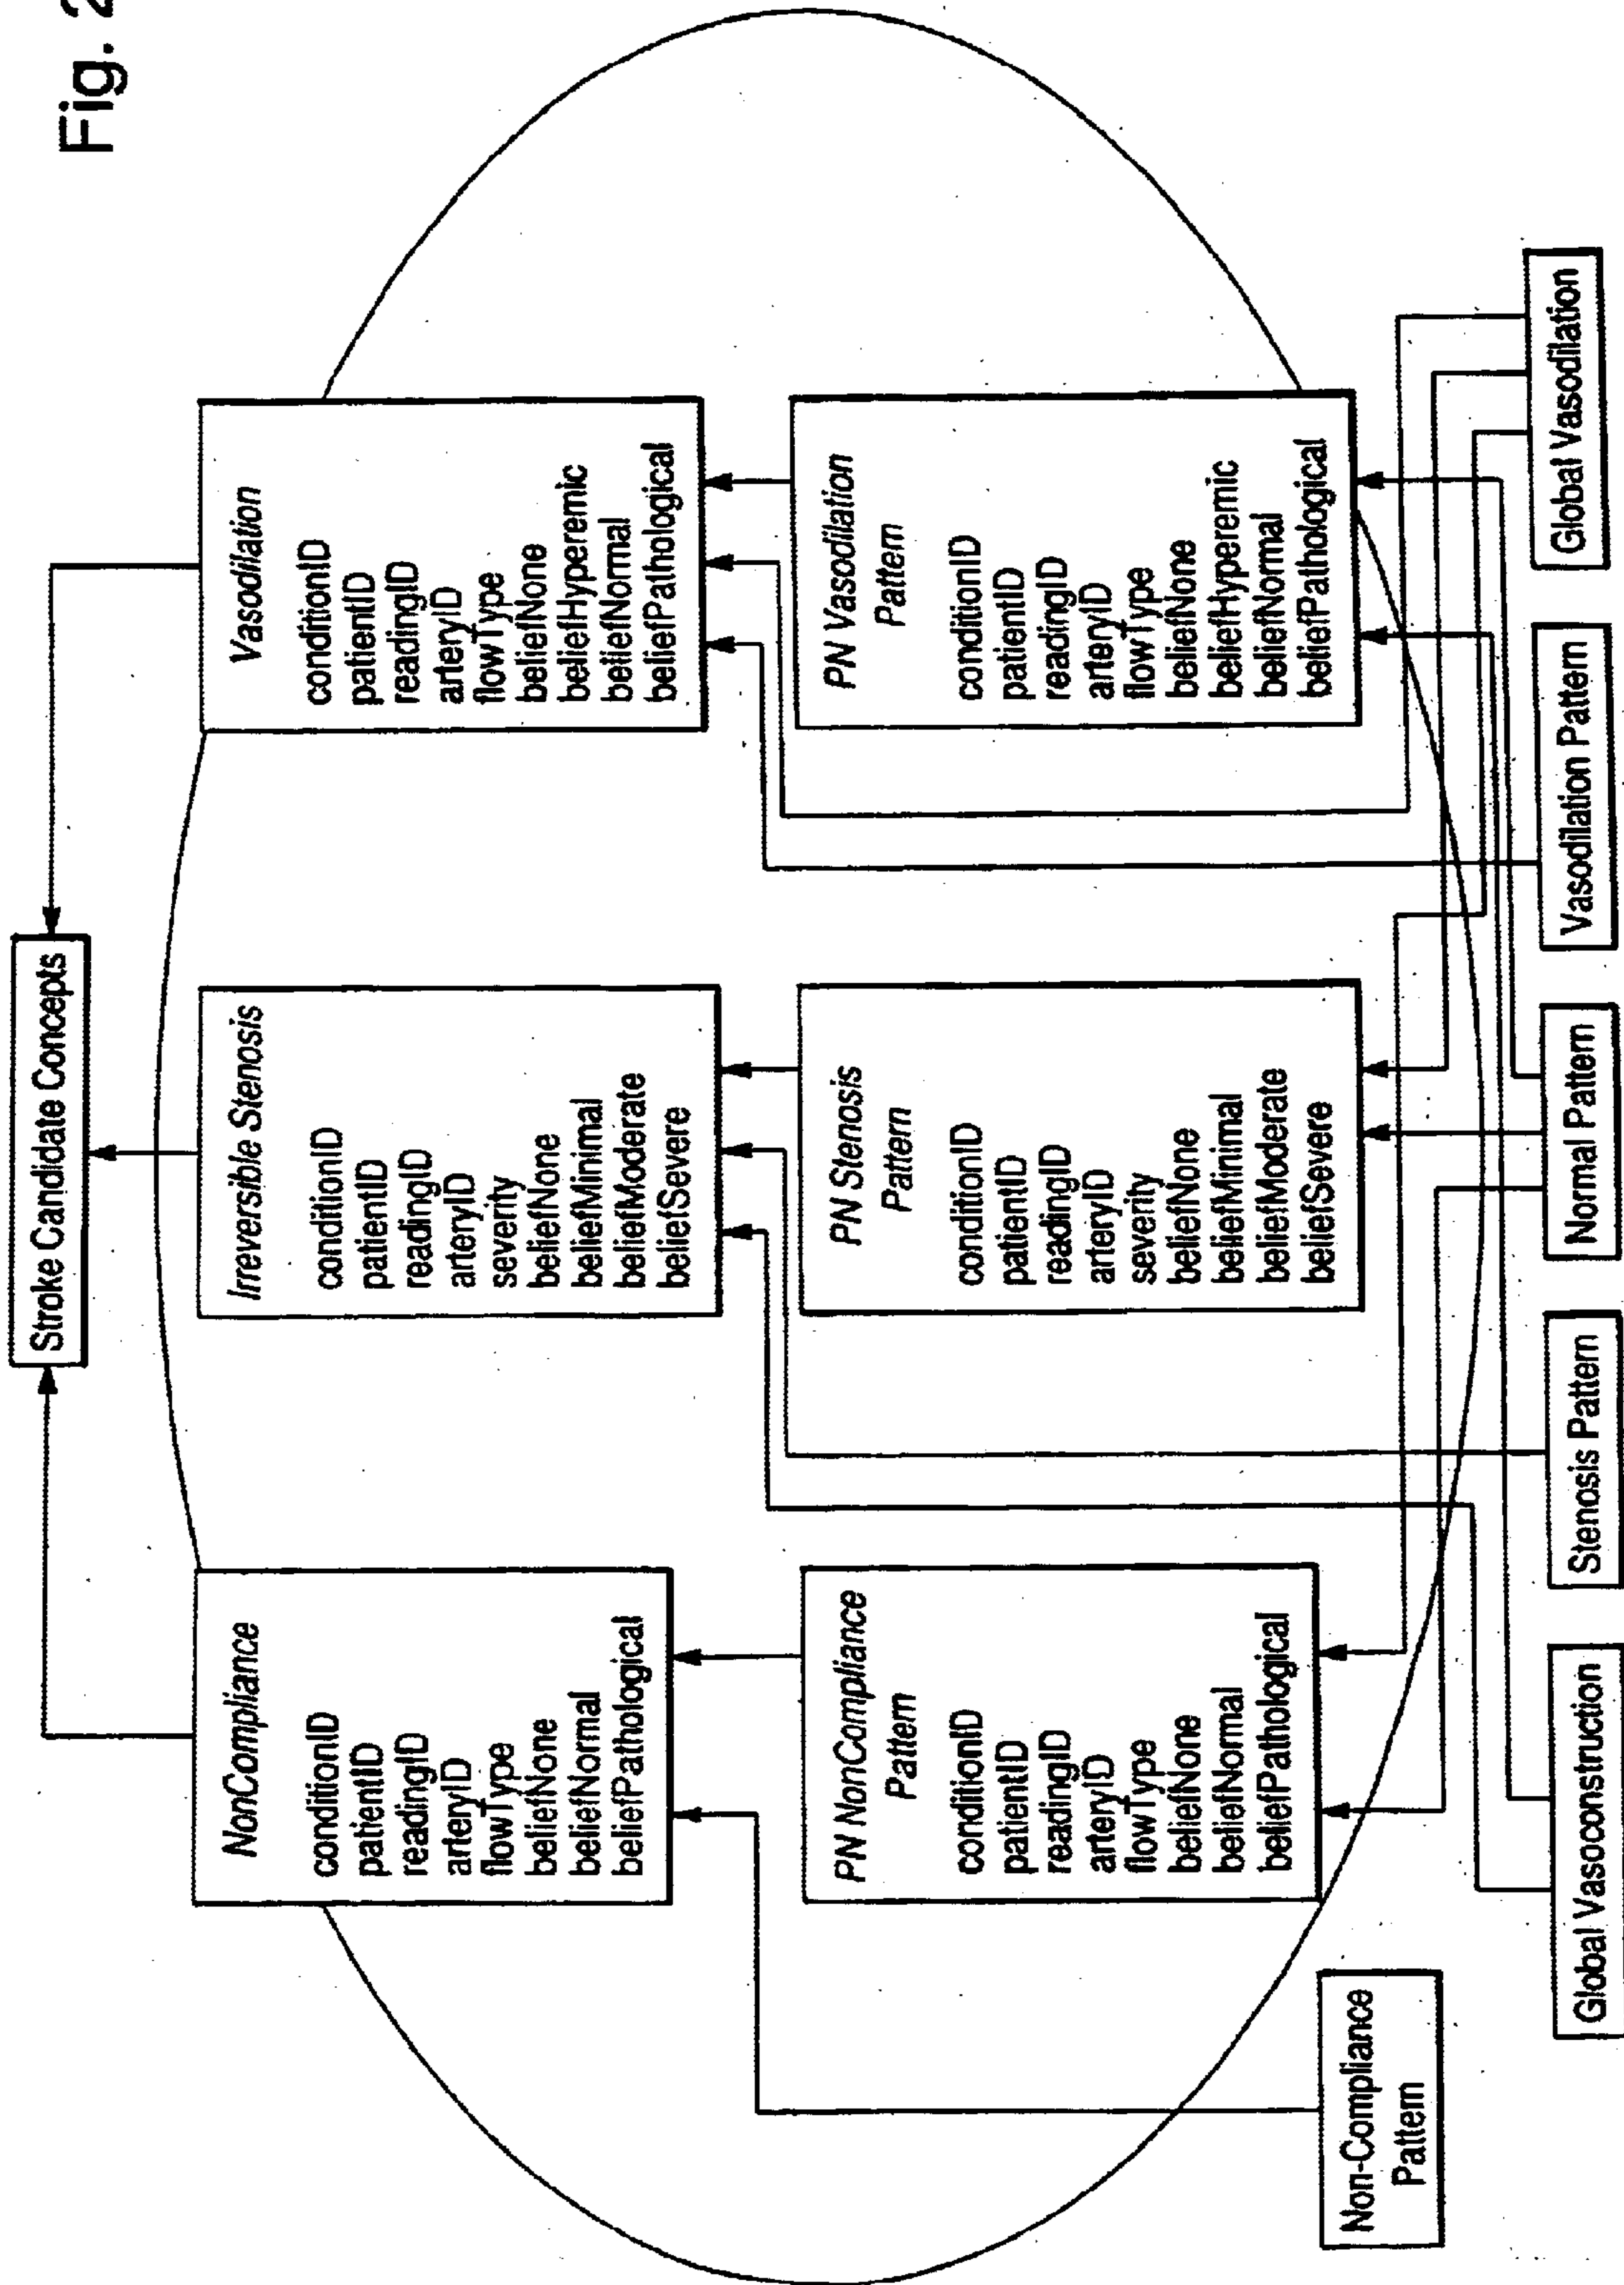 Fig. 2
Stroke Candidate Concepts
NonCompliance
conditionID
patientID
readingID
arteryID
flowType
beliefNone
beliefNormal
beliefPathological
Irreversible Stenosis
conditionID
patientID
readingID
arteryID
severity
beliefNone
beliefMinimal
beliefModerate
beliefSevere
Vasodilation
conditionID
patientID
readingID
arteryID
flowType
beliefNone
beliefHyperemic
beliefNormal
beliefPathological
PN NonCompliance
Pattern
conditionID
patientID
readingID
arteryID
flowType
beliefNone
beliefNormal
beliefPathological
PN Stenosis
Pattern
conditionID
patientID
readingID
arteryID
severity
beliefNone
beliefMinimal
beliefModerate
beliefSevere
PN Vasodilation
Pattern
conditionID
patientID
readingID
arteryID
flowType
beliefNone
beliefHyperemic
beliefNormal
beliefPathological
Non-Compliance
Pattern
Global Vasoconstruction
Stenosis Pattern
Normal Pattern
Vasodilation Pattern
Global Vasodilation